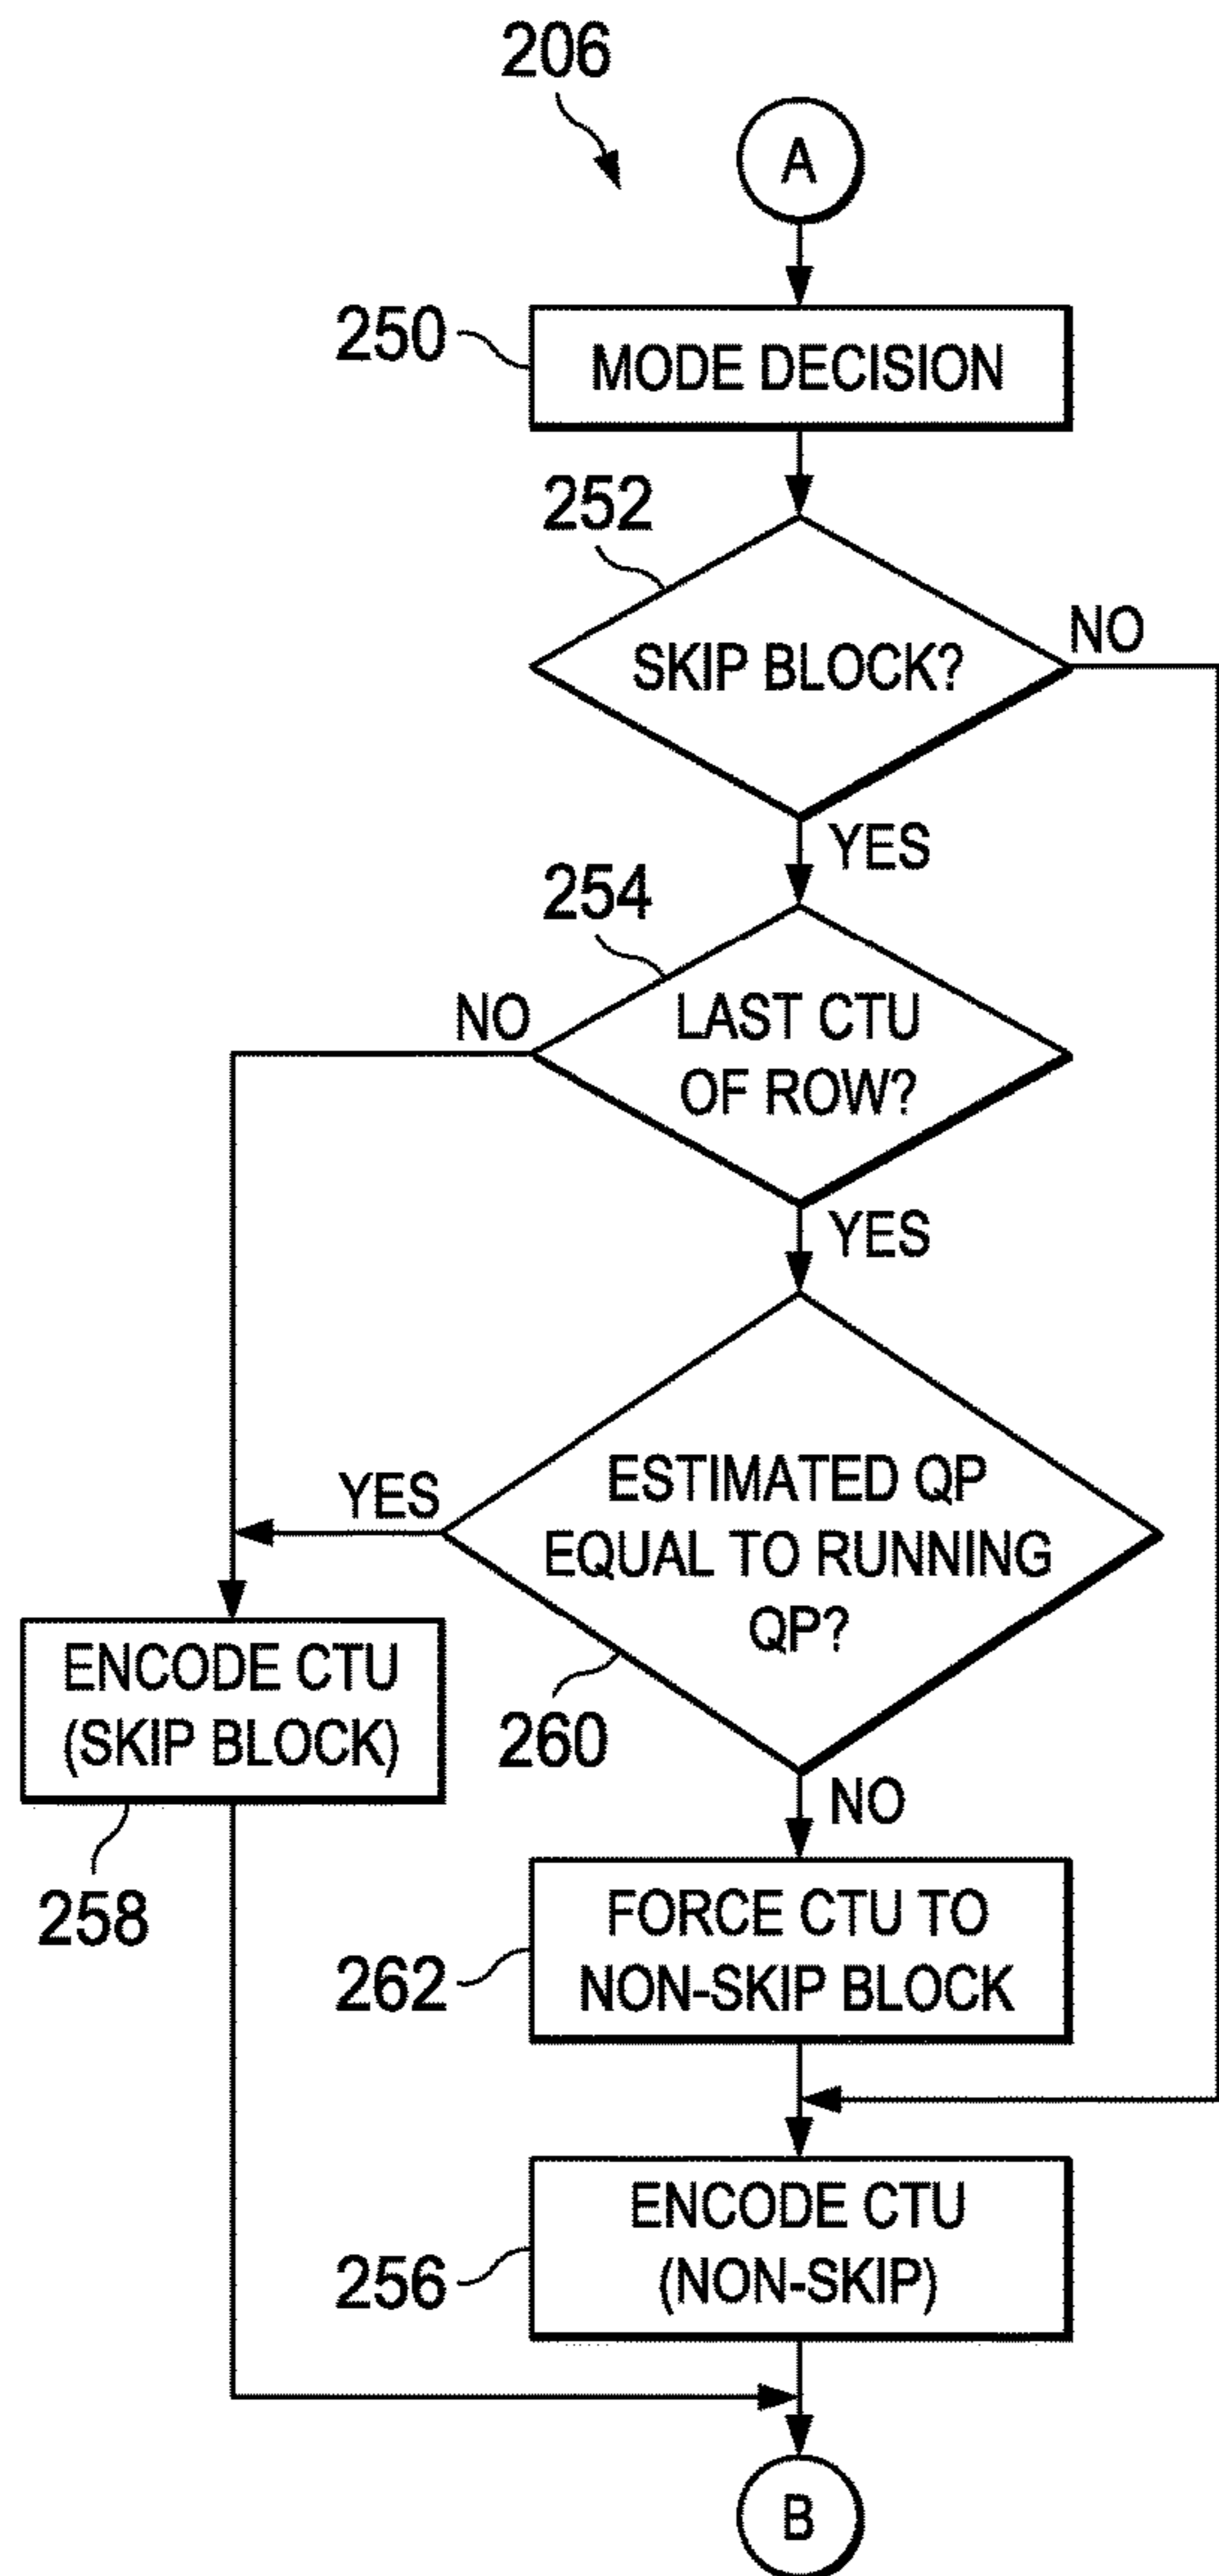 206
A
250
MODE DECISION
252
SKIP BLOCK?
NO
YES
254
NO
LAST CTU
OF ROW?
YES
YES
ESTIMATED QP
EQUAL TO RUNNING
QP?
260
ENCODE CTU
(SKIP BLOCK)
258
NO
262
FORCE CTU TO
NON-SKIP BLOCK
256
ENCODE CTU
(NON-SKIP)
B